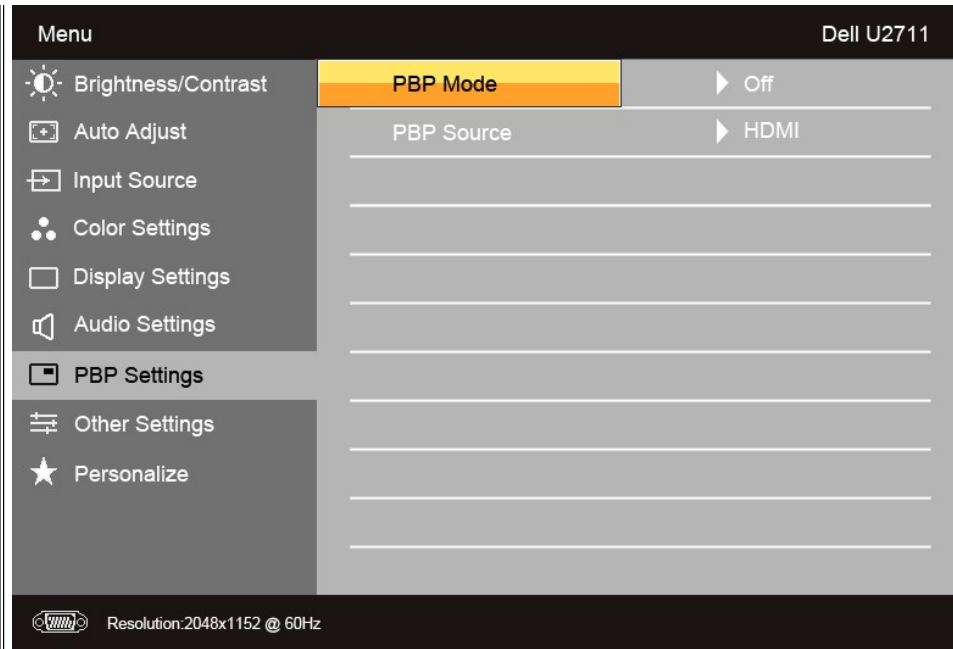 Menu Dell U2711
Brightness/Contrast PBP Mode Off
Auto Adjust PBP Source HDMI
Input Source
Color Settings
Display Settings
Audio Settings
PBP Settings
Other Settings
Personalize
Resolution:2048x1152 @ 60Hz